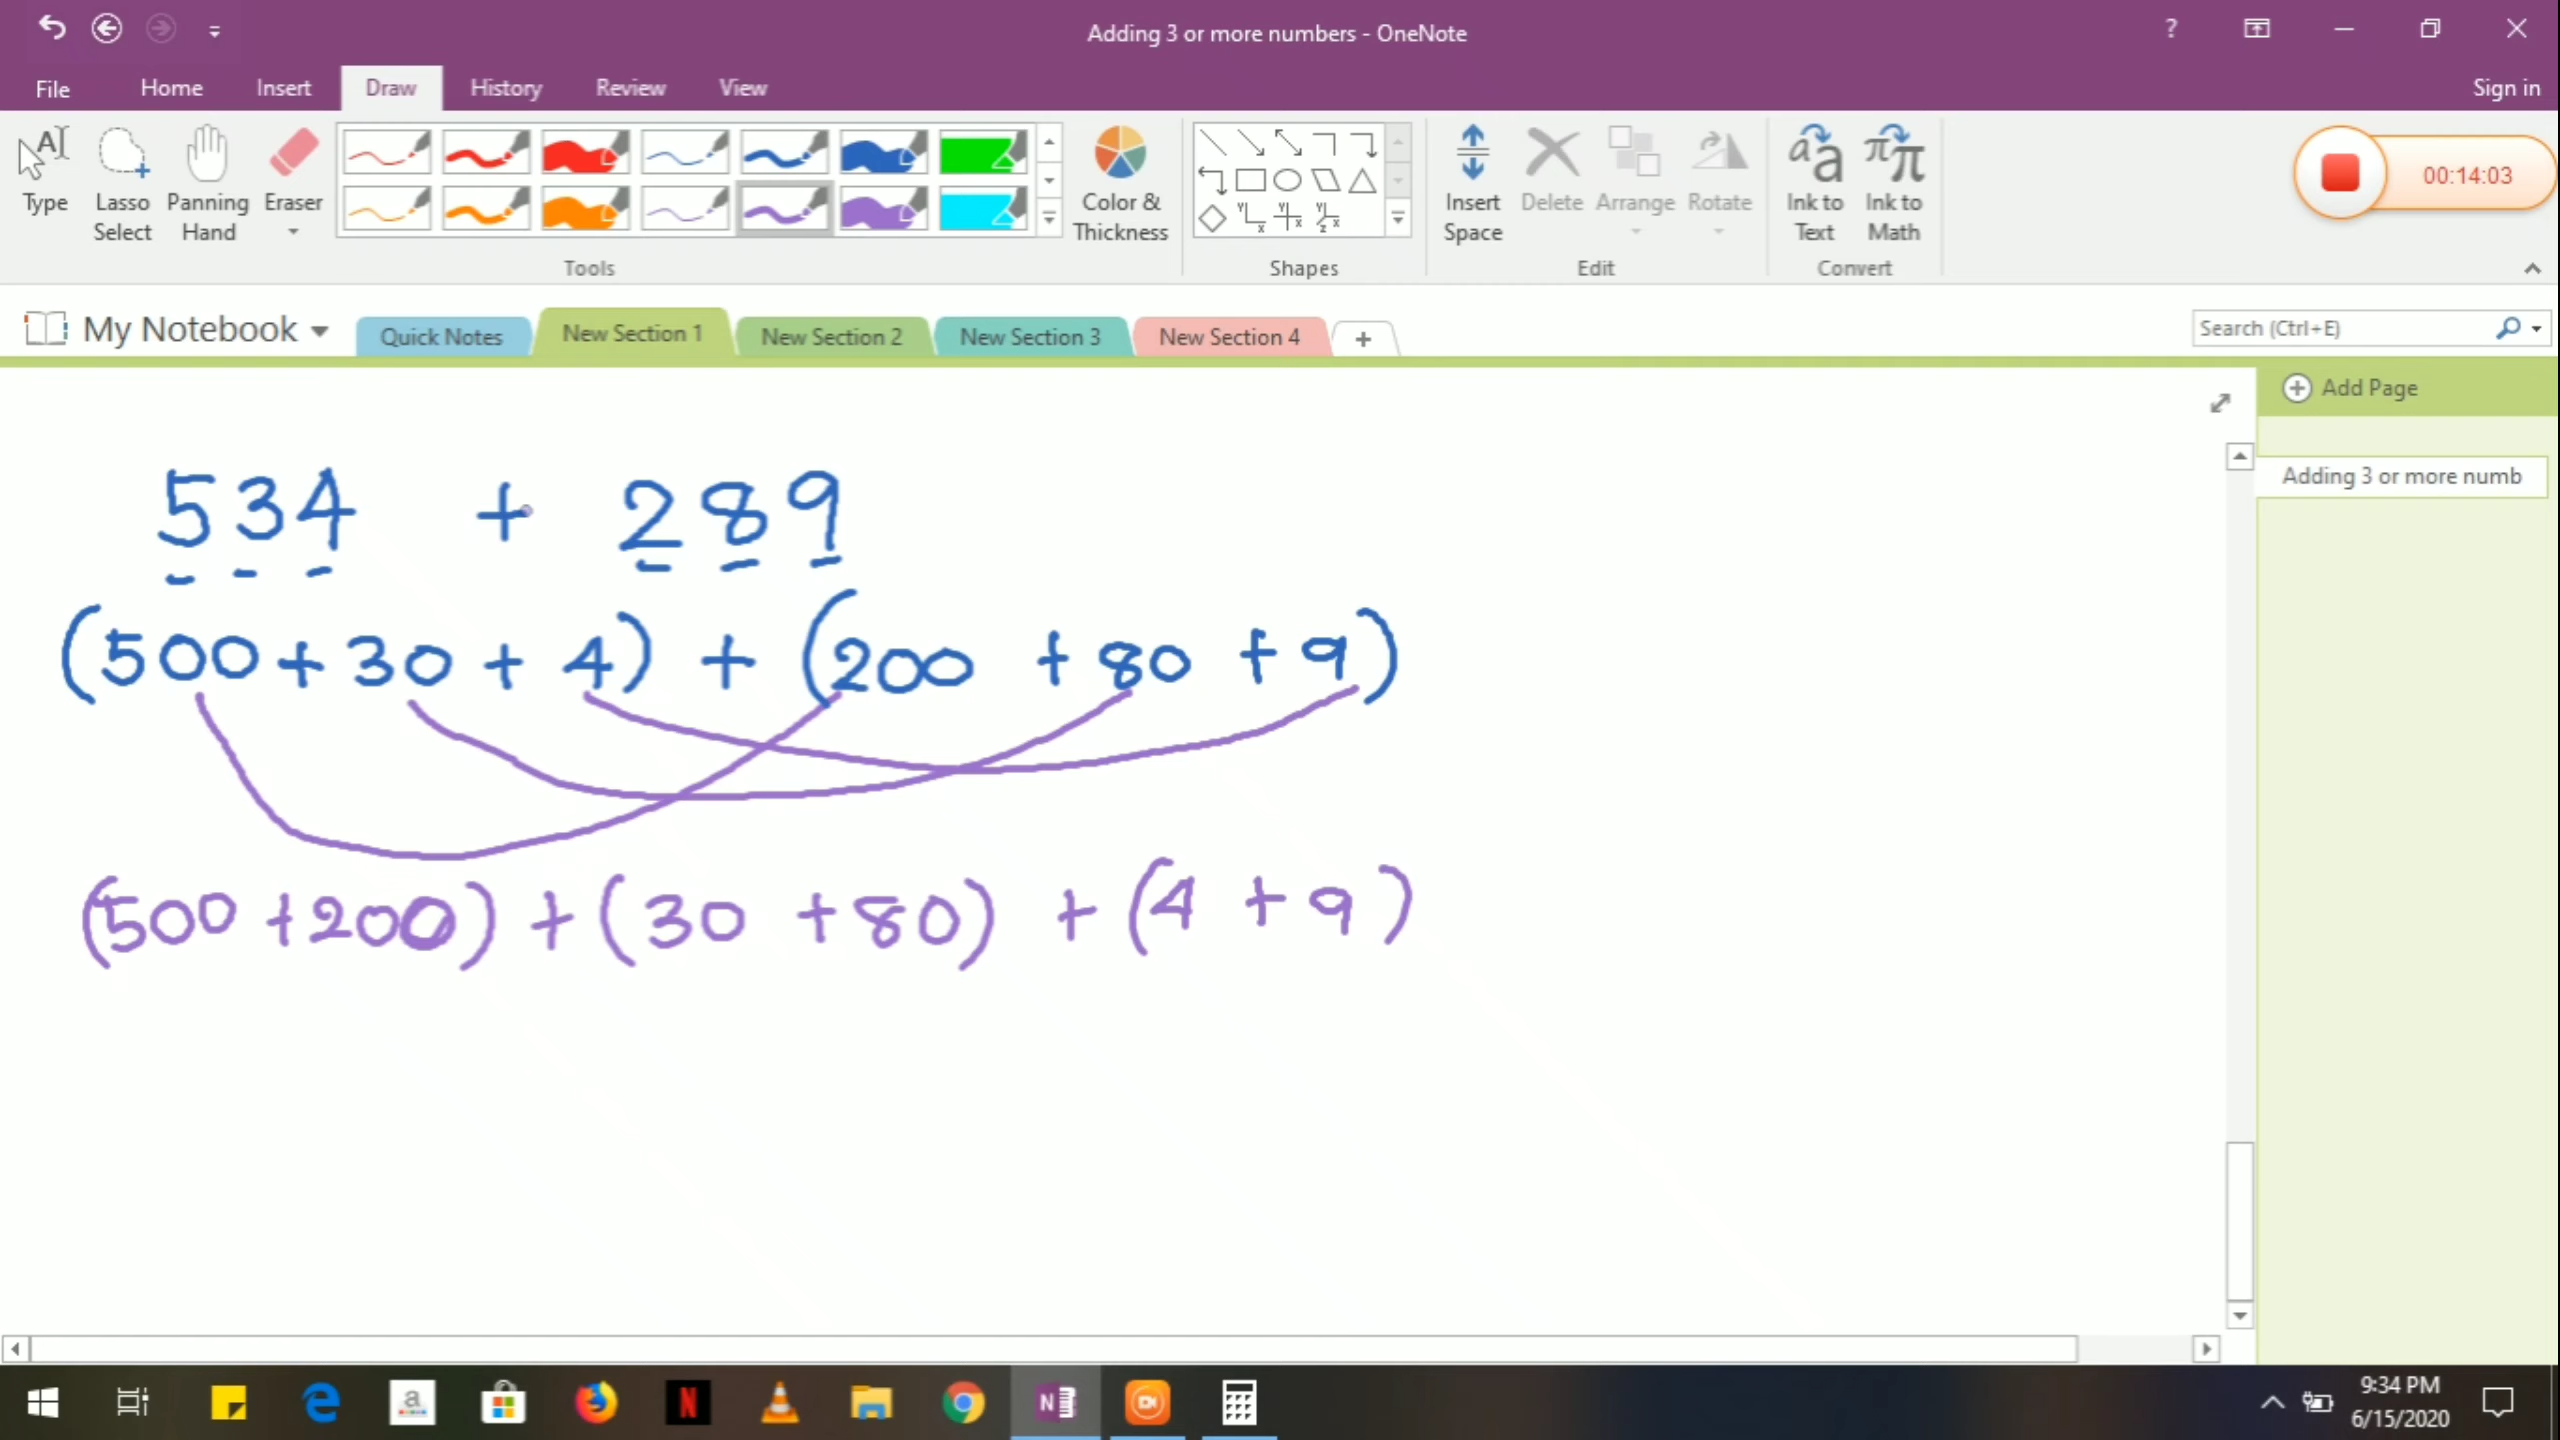 Adding 3 or more numbers - OneNote
?
File Home Insert Draw History Review View Sign in
Type Lasso Select Panning Hand Eraser Color & Thickness Insert Space Delete Arrange Rotate Ink to Text Ink to Math 00:14:03
Tools Shapes Edit Convert
My Notebook Quick Notes New Section 1 New Section 2 New Section 3 New Section 4 + Search (Ctrl+E)
Add Page
Adding 3 or more numb
534 + 289
(500 + 30 + 4) + (200 + 80 + 9)
(500 + 200) + (30 + 80) + (4 + 9)
9:34 PM
6/15/2020